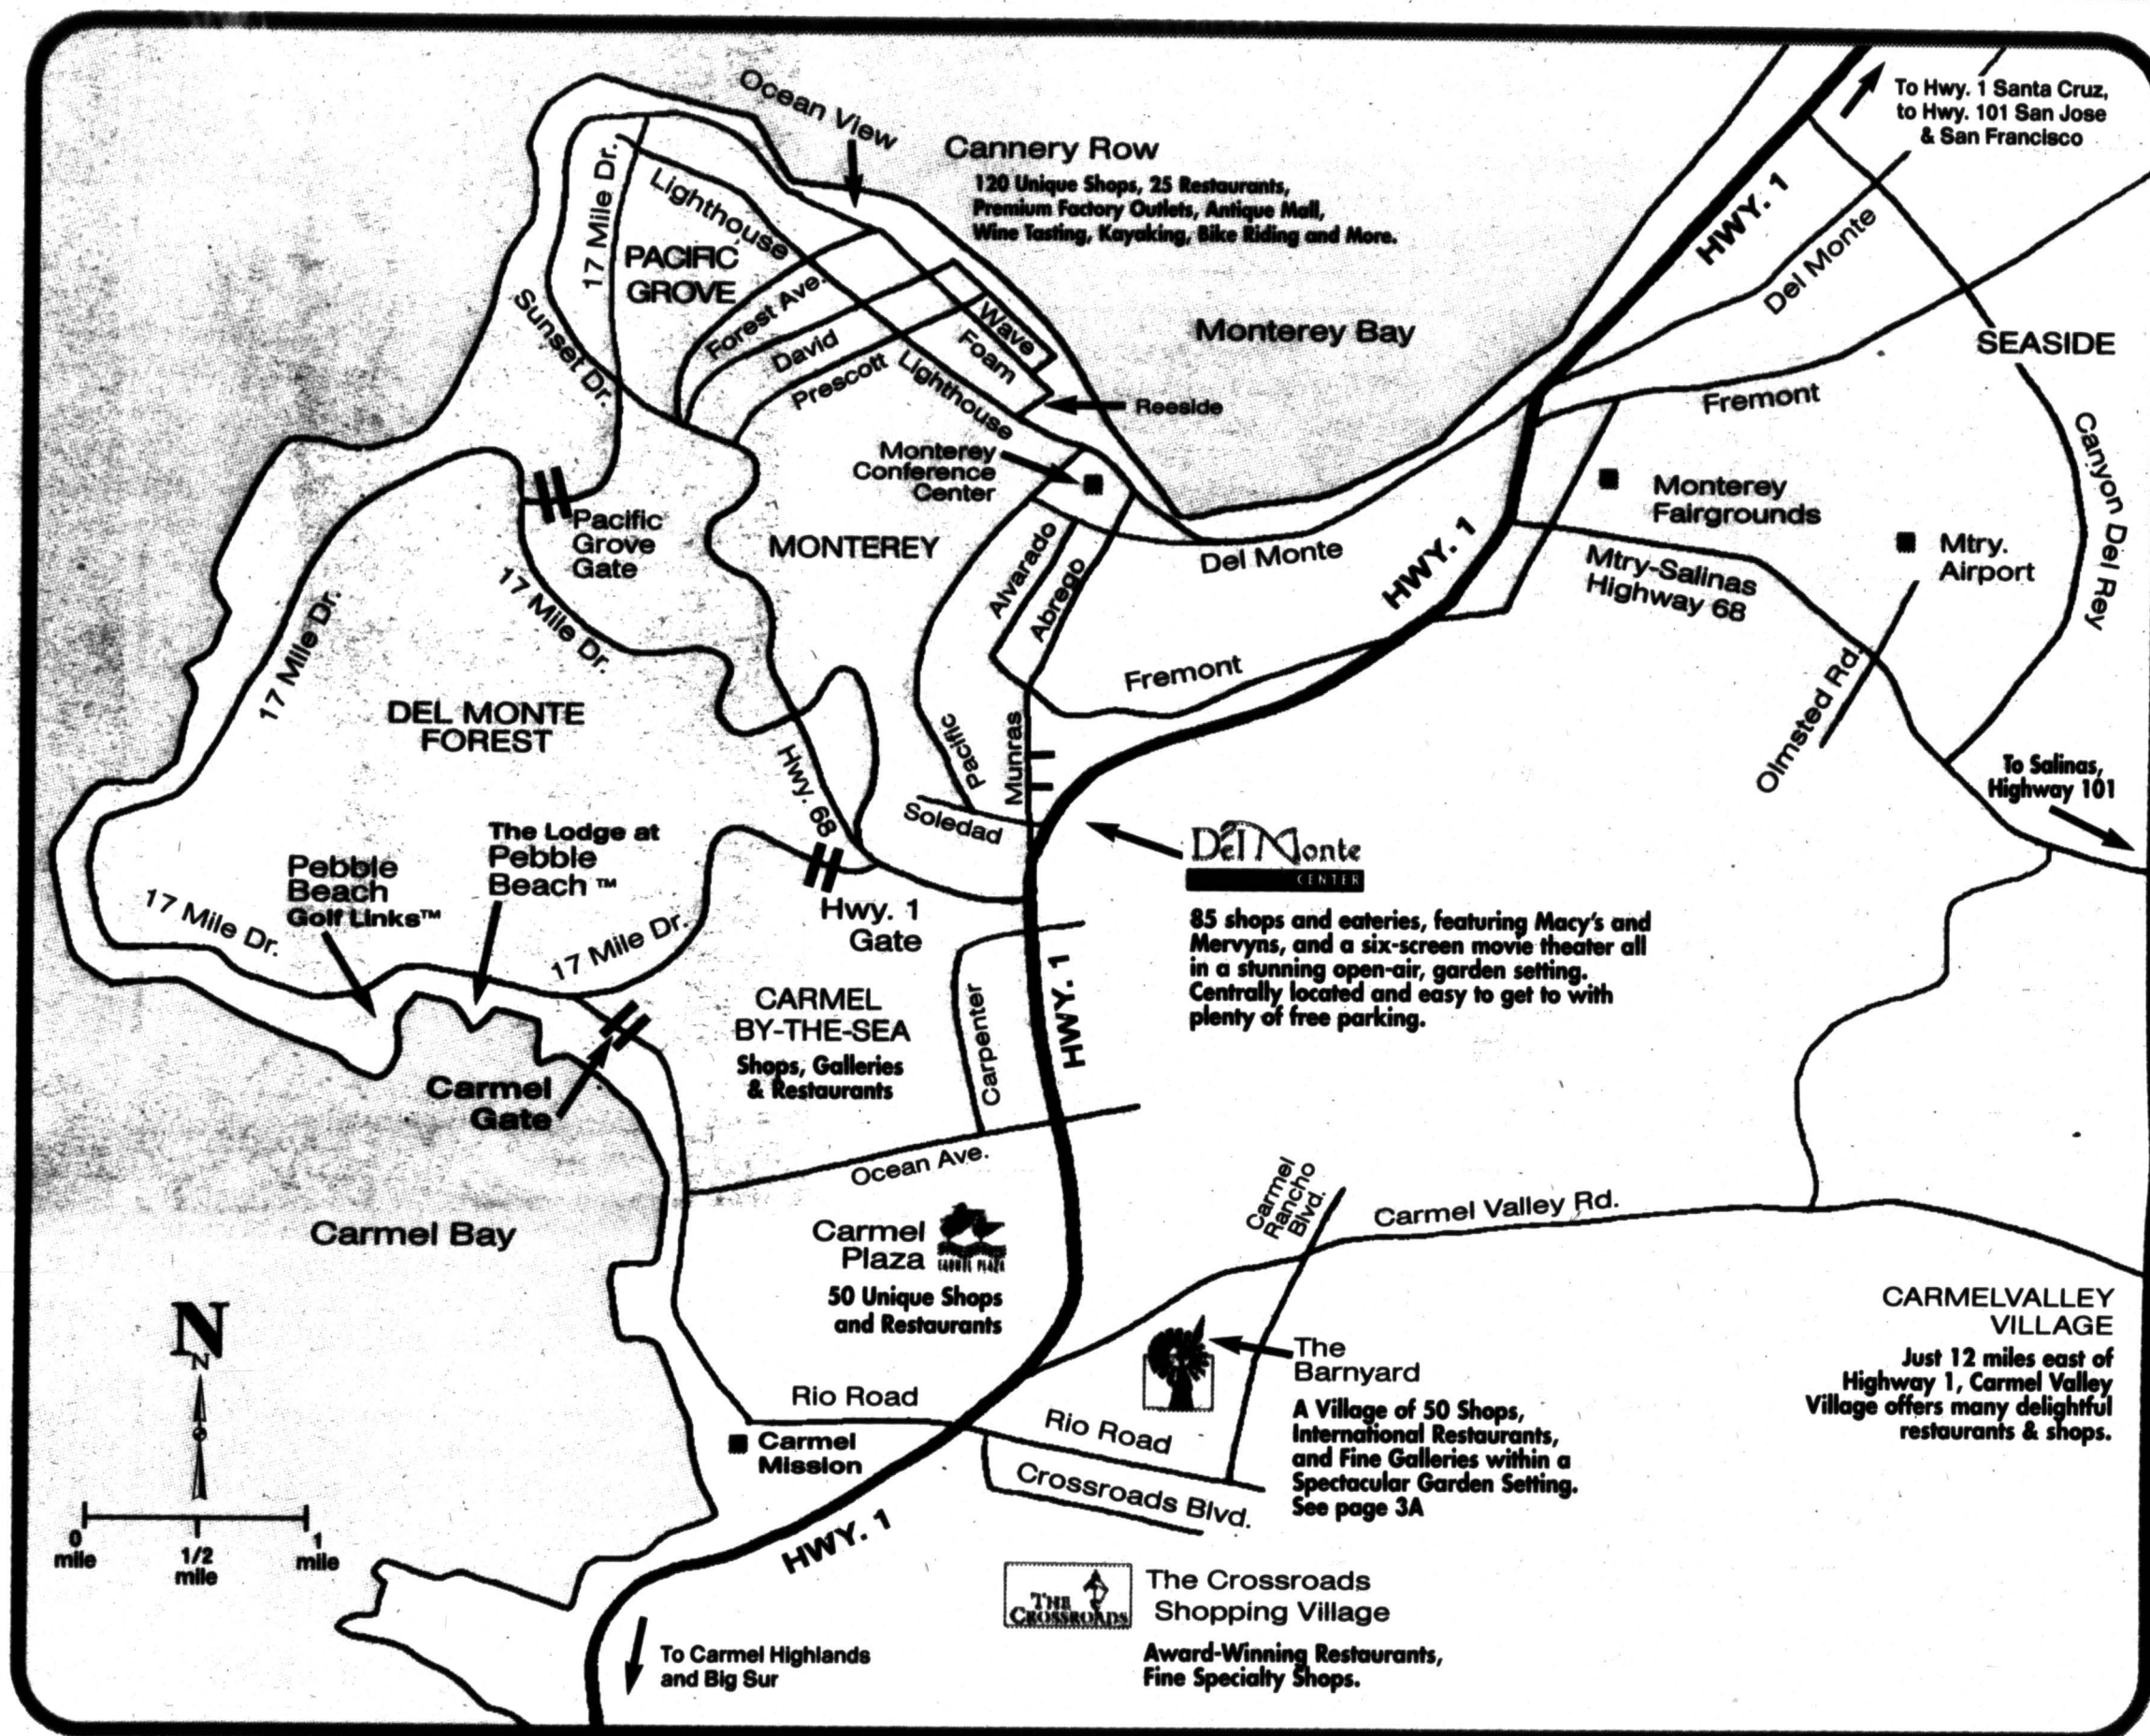 To Hwy. 1 Santa Cruz,
to Hwy. 101 San Jose
& San Francisco
Ocean View
Cannery Row
120 Unique Shops, 25 Restaurants,
Premium Factory Outlets, Antique Mall,
Wine Tasting, Kayaking, Bike Riding and More.
17 Mile Dr.
Lighthouse
PACIFIC
GROVE
HWY. 1
Del Monte
Sunset Dr.
Forest Ave.
David
Prescott
Lighthouse
Wave
Foam
Monterey Bay
SEASIDE
Reeside
Fremont
Canyon Del Rey
Monterey
Conference
Center
Monterey
Fairgrounds
Mtry.
Airport
Pacific
Grove
Gate
MONTEREY
Alvarado
Abrego
Del Monte
HWY. 1
Mtry-Salinas
Highway 68
17 Mile Dr.
17 Mile Dr.
DEL MONTE
FOREST
Fremont
Olmsted Rd.
Pacific
Munras
Hwy. 68
Soledad
To Salinas,
Highway 101
Del Monte
CENTER
85 shops and eateries, featuring Macy's and
Mervyns, and a six-screen movie theater all
in a stunning open-air, garden setting.
Centrally located and easy to get to with
plenty of free parking.
The Lodge at
Pebble
Beach ™
Pebble
Beach
Golf Links™
17 Mile Dr.
17 Mile Dr.
Hwy. 1
Gate
CARMEL
BY-THE-SEA
Shops, Galleries
& Restaurants
Carpenter
HWY. 1
Carmel
Gate
Ocean Ave.
Carmel
Rancho
Blvd.
Carmel Valley Rd.
Carmel Bay
Carmel
Plaza
CARMEL PLAZA
50 Unique Shops
and Restaurants
CARMELVALLEY
VILLAGE
Just 12 miles east of
Highway 1, Carmel Valley
Village offers many delightful
restaurants & shops.
The
Barnyard
A Village of 50 Shops,
International Restaurants,
and Fine Galleries within a
Spectacular Garden Setting.
See page 3A
N
N
0
mile
1/2
mile
1
mile
Rio Road
Carmel
Mission
Rio Road
Crossroads Blvd.
HWY. 1
THE
CROSSROADS
The Crossroads
Shopping Village
Award-Winning Restaurants,
Fine Specialty Shops.
To Carmel Highlands
and Big Sur